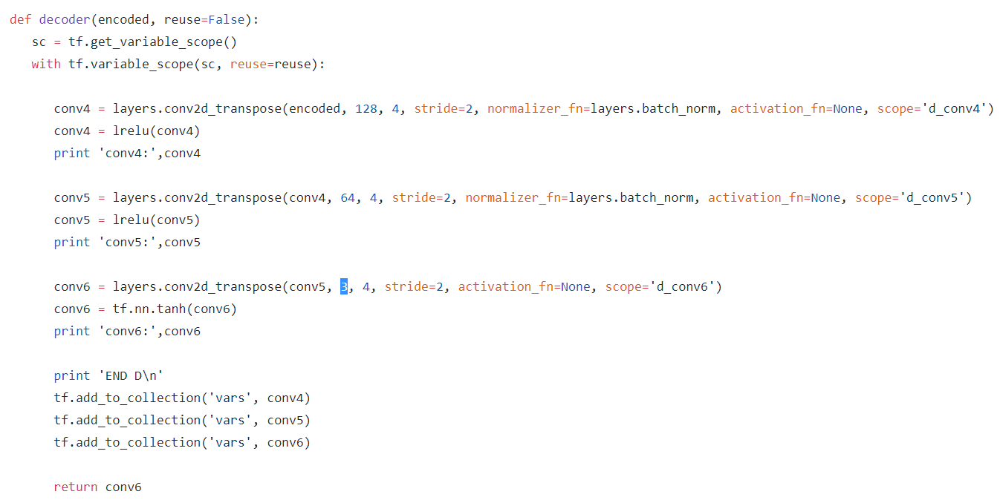 def decoder(encoded, reuse=False):
sc = tf.get_variable_scope()
with tf.variable_scope(sc, reuse=reuse):
conv4 = layers.conv2d_transpose(encoded, 128, 4, stride=2, normalizer_fn=layers.batch_norm, activation_fn=None, scope='d_conv4')
conv4 = lrelu(conv4)
print 'conv4:',conv4
conv5 = layers.conv2d_transpose(conv4, 64, 4, stride=2, normalizer_fn=layers.batch_norm, activation_fn=None, scope='d_conv5')
conv5 = lrelu(conv5)
print 'conv5:',conv5
conv6 = layers.conv2d_transpose(conv5, 3, 4, stride=2, activation_fn=None, scope='d_conv6')
conv6 = tf.nn.tanh(conv6)
print 'conv6:',conv6
print 'END D\n'
tf.add_to_collection('vars', conv4)
tf.add_to_collection('vars', conv5)
tf.add_to_collection('vars', conv6)
return conv6